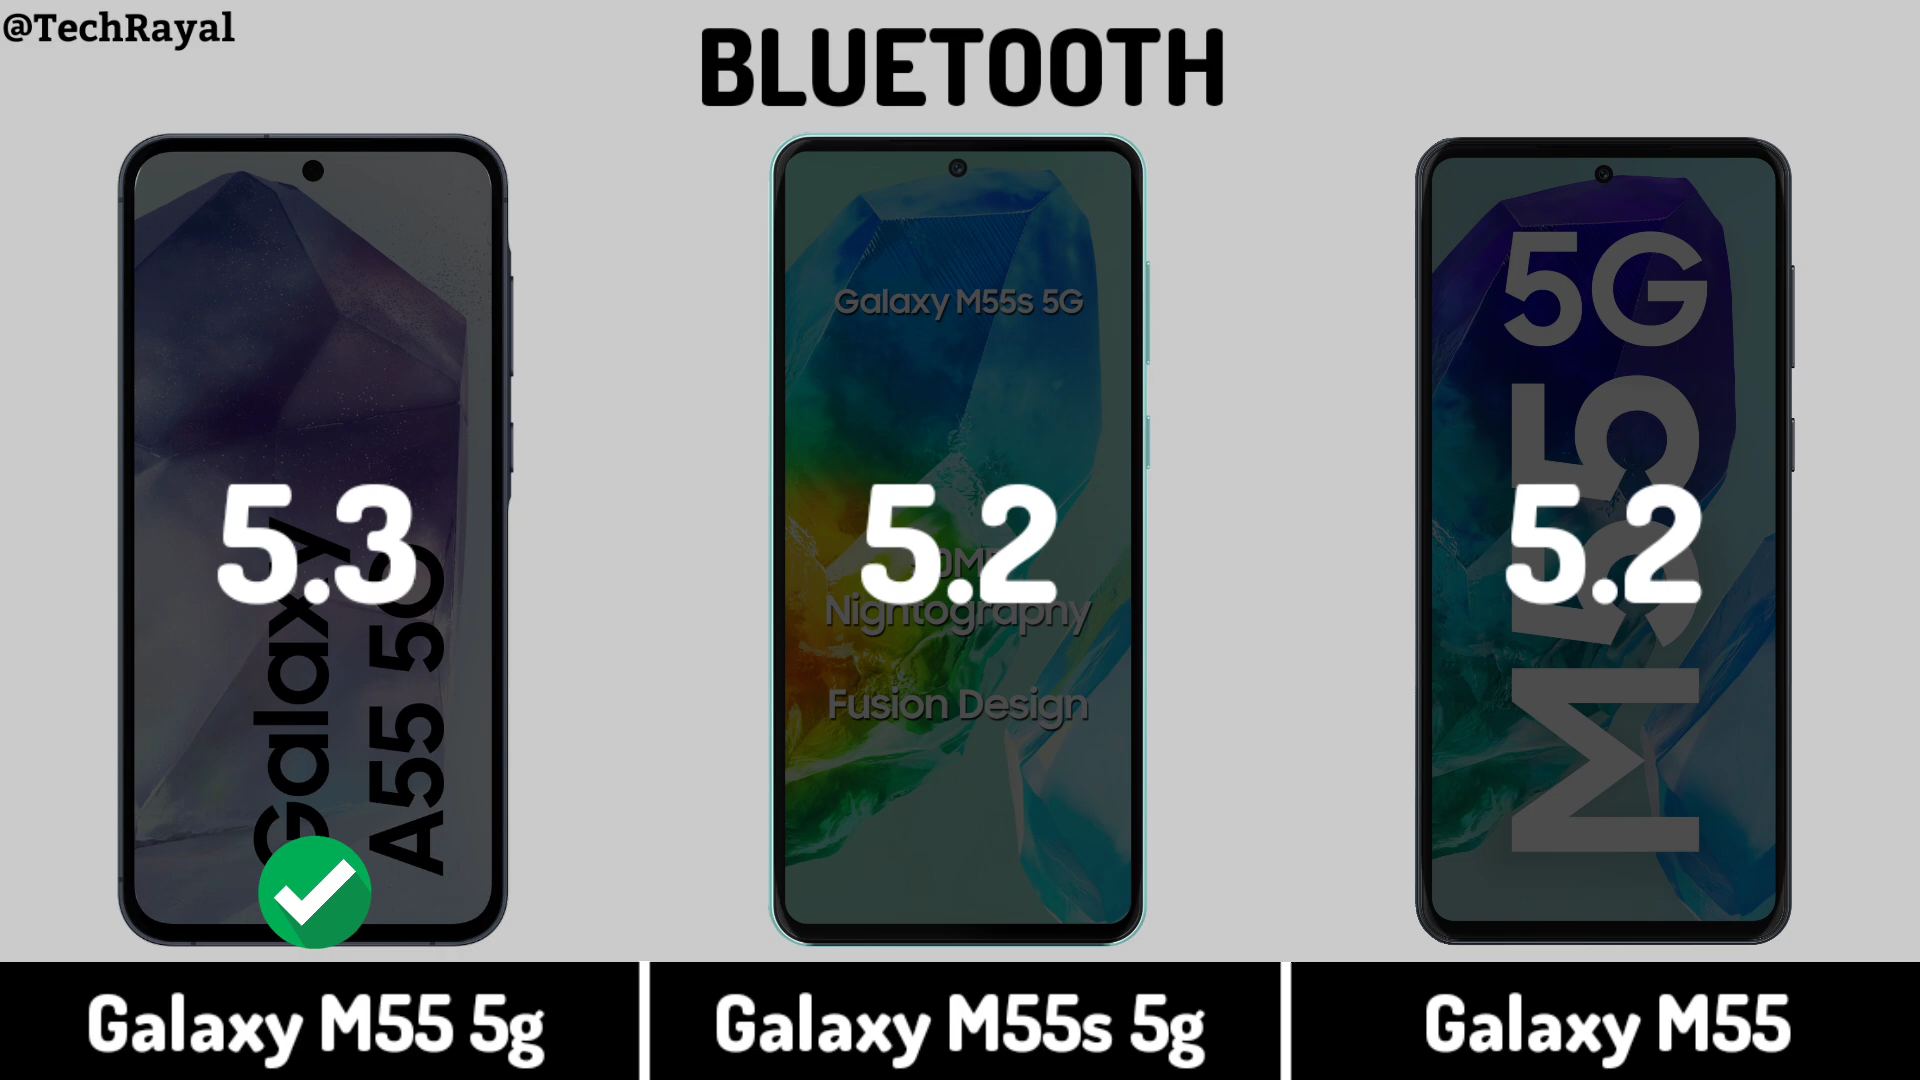 @TechRayal
BLUETOOTH
Galaxy
A55 5G
5.3
Galaxy M55s 5G
Nightography
Fusion Design
5.2
5G
M55
5.2
Galaxy M55 5g
Galaxy M55s 5g
Galaxy M55